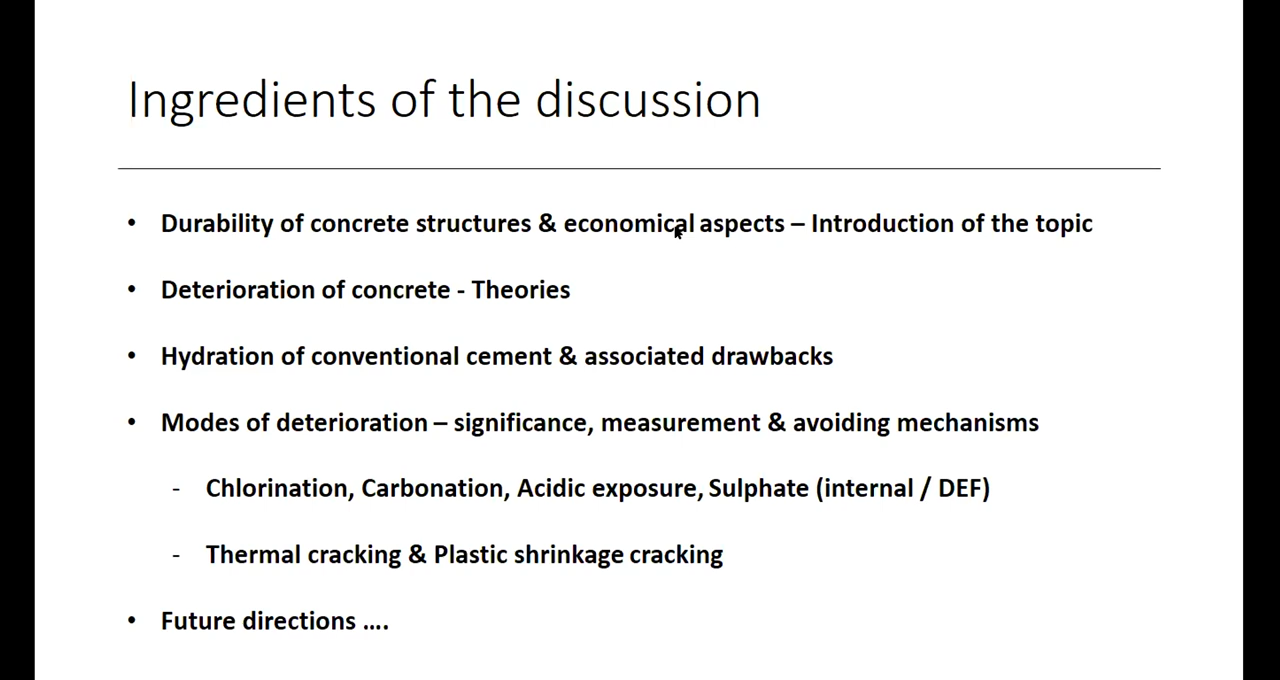 Ingredients of the discussion
• Durability of concrete structures & economical aspects – Introduction of the topic
• Deterioration of concrete - Theories
• Hydration of conventional cement & associated drawbacks
• Modes of deterioration – significance, measurement & avoiding mechanisms
- Chlorination, Carbonation, Acidic exposure, Sulphate (internal / DEF)
- Thermal cracking & Plastic shrinkage cracking
• Future directions ....